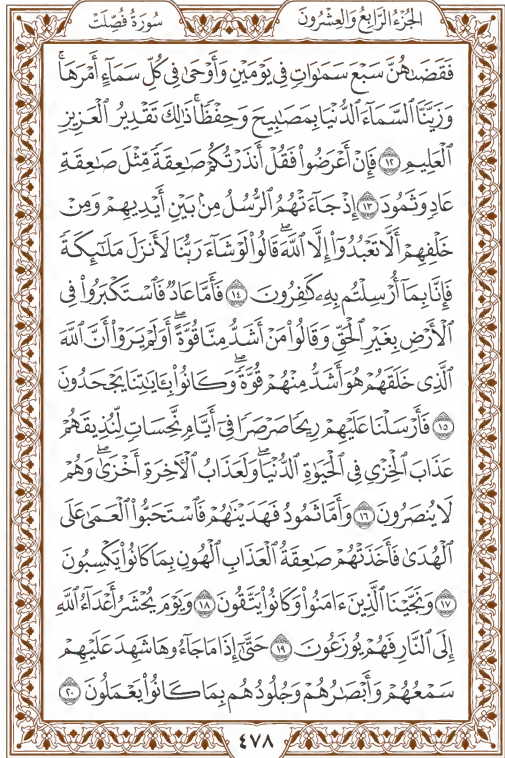 الجُزْءُ الرَّابِعُ وَالعِشْرُونَ
سُورَةُ فُصِّلَتْ
فَقَضَىٰهُنَّ سَبْعَ سَمَٰوَاتٖ فِي يَوۡمَيۡنِ وَأَوۡحَىٰ فِي كُلِّ سَمَآءٍ أَمۡرَهَاۚ
وَزَيَّنَّا ٱلسَّمَآءَ ٱلدُّنۡيَا بِمَصَٰبِيحَ وَحِفۡظٗاۚ ذَٰلِكَ تَقۡدِيرُ ٱلۡعَزِيزِ
ٱلۡعَلِيمِ ١٢ فَإِنۡ أَعۡرَضُواْ فَقُلۡ أَنذَرۡتُكُمۡ صَٰعِقَةٗ مِّثۡلَ صَٰعِقَةِ
عَادٖ وَثَمُودَ ١٣ إِذۡ جَآءَتۡهُمُ ٱلرُّسُلُ مِنۢ بَيۡنِ أَيۡدِيهِمۡ وَمِنۡ
خَلۡفِهِمۡ أَلَّا تَعۡبُدُوٓاْ إِلَّا ٱللَّهَۖ قَالُواْ لَوۡ شَآءَ رَبُّنَا لَأَنزَلَ مَلَٰٓئِكَةٗ
فَإِنَّا بِمَآ أُرۡسِلۡتُم بِهِۦ كَٰفِرُونَ ١٤ فَأَمَّا عَادٞ فَٱسۡتَكۡبَرُواْ فِي
ٱلۡأَرۡضِ بِغَيۡرِ ٱلۡحَقِّ وَقَالُواْ مَنۡ أَشَدُّ مِنَّا قُوَّةًۖ أَوَلَمۡ يَرَوۡاْ أَنَّ ٱللَّهَ
ٱلَّذِي خَلَقَهُمۡ هُوَ أَشَدُّ مِنۡهُمۡ قُوَّةٗۖ وَكَانُواْ بِـَٔايَٰتِنَا يَجۡحَدُونَ
١٥ فَأَرۡسَلۡنَا عَلَيۡهِمۡ رِيحٗا صَرۡصَرٗا فِيٓ أَيَّامٖ نَّحِسَاتٖ لِّنُذِيقَهُمۡ
عَذَابَ ٱلۡخِزۡيِ فِي ٱلۡحَيَوٰةِ ٱلدُّنۡيَاۖ وَلَعَذَابُ ٱلۡأٓخِرَةِ أَخۡزَىٰۖ وَهُمۡ
لَا يُنصَرُونَ ١٦ وَأَمَّا ثَمُودُ فَهَدَيۡنَٰهُمۡ فَٱسۡتَحَبُّواْ ٱلۡعَمَىٰ عَلَى
ٱلۡهُدَىٰ فَأَخَذَتۡهُمۡ صَٰعِقَةُ ٱلۡعَذَابِ ٱلۡهُونِ بِمَا كَانُواْ يَكۡسِبُونَ
١٧ وَنَجَّيۡنَا ٱلَّذِينَ ءَامَنُواْ وَكَانُواْ يَتَّقُونَ ١٨ وَيَوۡمَ يُحۡشَرُ أَعۡدَآءُ ٱللَّهِ
إِلَى ٱلنَّارِ فَهُمۡ يُوزَعُونَ ١٩ حَتَّىٰٓ إِذَا مَا جَآءُوهَا شَهِدَ عَلَيۡهِمۡ
سَمۡعُهُمۡ وَأَبۡصَٰرُهُمۡ وَجُلُودُهُم بِمَا كَانُواْ يَعۡمَلُونَ ٢٠
٤٧٨